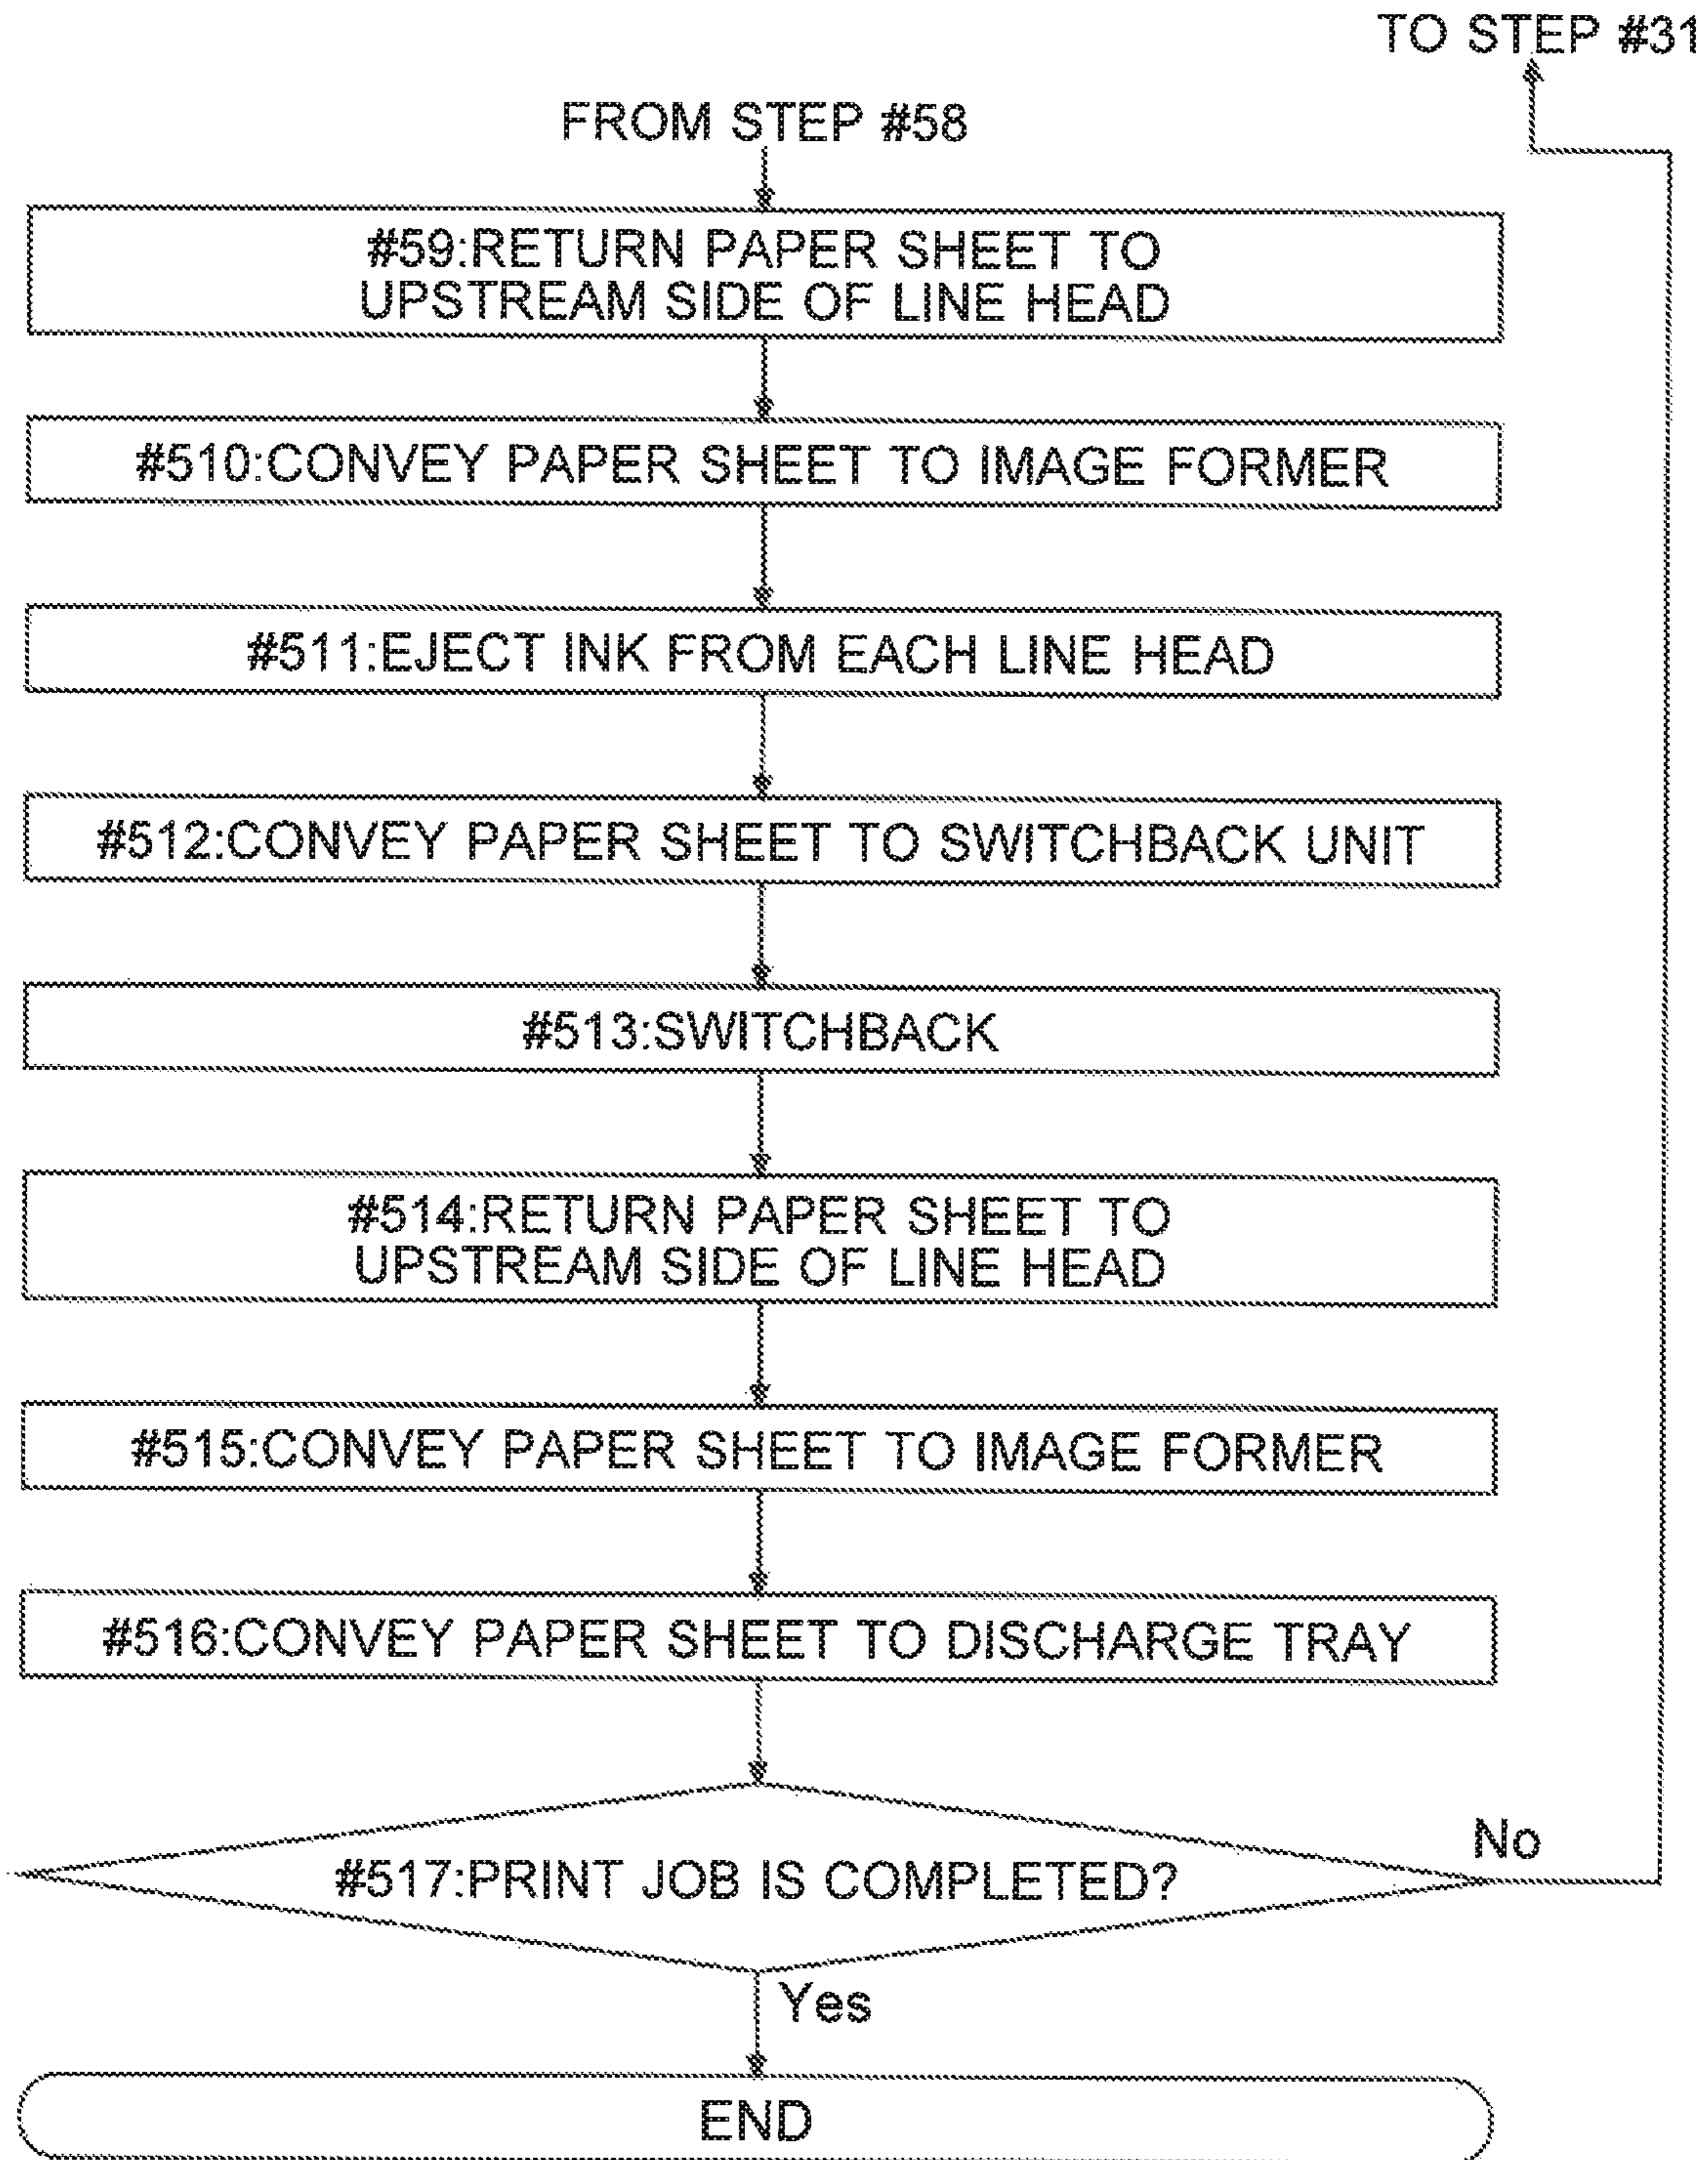 TO STEP #31
FROM STEP #58
#59:RETURN PAPER SHEET TO
UPSTREAM SIDE OF LINE HEAD
#510:CONVEY PAPER SHEET TO IMAGE FORMER
#511:EJECT INK FROM EACH LINE HEAD
#512:CONVEY PAPER SHEET TO SWITCHBACK UNIT
#513:SWITCHBACK
#514:RETURN PAPER SHEET TO
UPSTREAM SIDE OF LINE HEAD
#515:CONVEY PAPER SHEET TO IMAGE FORMER
#516:CONVEY PAPER SHEET TO DISCHARGE TRAY
No
#517:PRINT JOB IS COMPLETED?
Yes
END